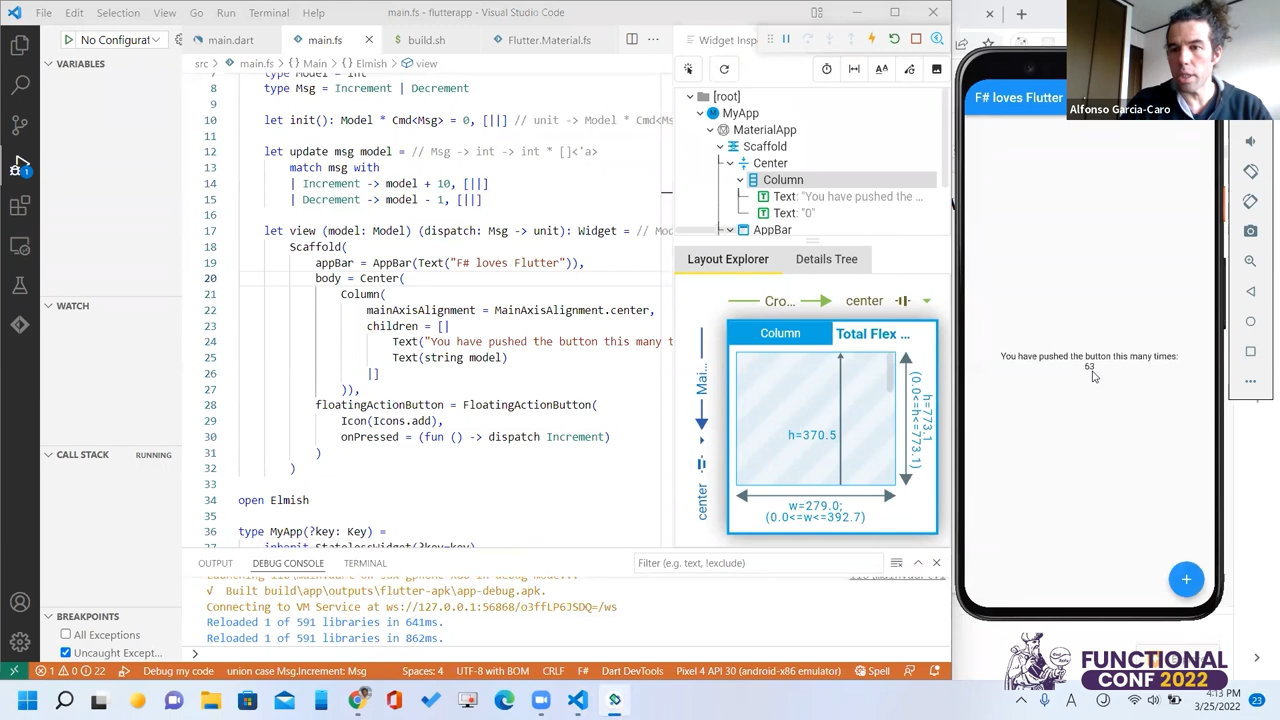 File Edit Selection View Go Run Terminal Help main.fs - flutterapp - Visual Studio Code
No Configurat
main.dart main.fs build.sh Flutter.Material.fs
Widget Insp
src > main.fs > {} Main > {} Elmish > view
VARIABLES
WATCH
CALL STACK RUNNING
BREAKPOINTS
All Exceptions
Uncaught Except...
7 type Model = int
8 type Msg = Increment | Decrement
9
10 let init(): Model 0, [||] // unit -> Model * Cmd<Ms
11
12 let update msg model = // Msg -> int -> int * []<'a>
13 match msg with
14 | Increment -> model + 10, [||]
15 | Decrement -> model - 1, [||]
16
17 let view (model: Model) (dispatch: Msg -> unit): Widget = // Mod
18 Scaffold(
19 appBar = AppBar(Text("F# loves Flutter")),
20 body = Center(
21 Column(
22 mainAxisAlignment = MainAxisAlignment.center,
23 children = [|
24 have pushed the button this many t
25 Text(string model)
26 |]
27 )),
28 floatingActionButton = FloatingActionButton(
29 Icon(Icons.add),
30 onPressed = (fun () -> dispatch Increment)
31 )
32 )
33
34 open Elmish
35
36 type MyApp(?key: Key) =
37 inherit StatelessWidget(?key=key)
[root]
MyApp
MaterialApp
Scaffold
Center
Column
Text: "You have pushed the ...
Text: "0"
AppBar
Layout Explorer Details Tree
Cro... center
Column Total Flex ...
Mai...
center
h=370.5
h=773.1
(0.0<=h<=773.1)
w=279.0;
(0.0<=w<=392.7)
OUTPUT DEBUG CONSOLE TERMINAL
Filter (e.g. text, !exclude)
√ Built build\app\outputs\flutter-apk\app-debug.apk.
Connecting to VM Service at ws://127.0.0.1:36868/o3ffLP6JSDQ=/ws
Reloaded 1 of 591 libraries in 641ms.
Reloaded 1 of 591 libraries in 862ms.
1 0 22 Debug my code union case Msg.Increment: Msg Spaces: 4 UTF-8 with BOM CRLF F# Dart DevTools Pixel 4 API 30 (android-x86 emulator) Spell
F# loves Flutter
Alfonso Garcia-Caro
You have pushed the button this many times:
63
FUNCTIONAL
CONF 2022
4:13 PM
3/25/2022
23